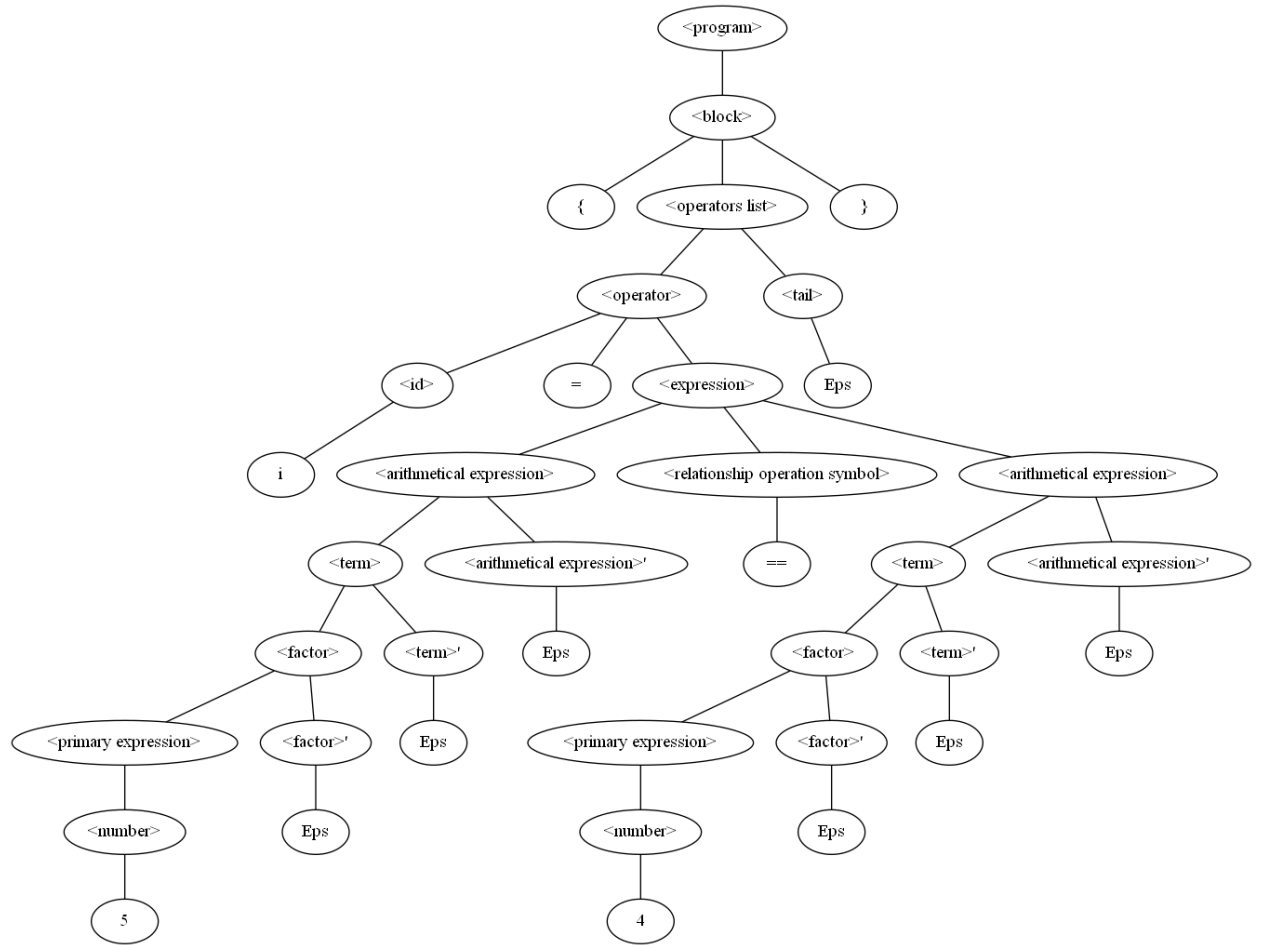 <program>
<block>
{ <operators list> }
<operator> <tail>
<id> = <expression> Eps
i <arithmetical expression> <relationship operation symbol> <arithmetical expression>
<term> <arithmetical expression>' == <term> <arithmetical expression>'
<factor> <term>' Eps <factor> <term>' Eps
<primary expression> <factor>' Eps <primary expression> <factor>' Eps
<number> Eps <number> Eps
5 4